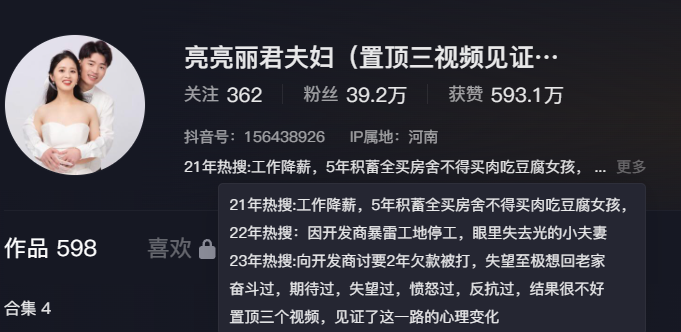 亮亮丽君夫妇（置顶三视频见证…
关注 362 粉丝 39.2万 获赞 593.1万
抖音号：156438926 IP属地：河南
21年热搜:工作降薪，5年积蓄全买房舍不得买肉吃豆腐女孩， ... 更多
21年热搜:工作降薪，5年积蓄全买房舍不得买肉吃豆腐女孩，
22年热搜：因开发商暴雷工地停工，眼里失去光的小夫妻
23年热搜:向开发商讨要2年欠款被打，失望至极想回老家
奋斗过，期待过，失望过，愤怒过，反抗过，结果很不好
置顶三个视频，见证了这一路的心理变化
作品 598 喜欢
合集 4